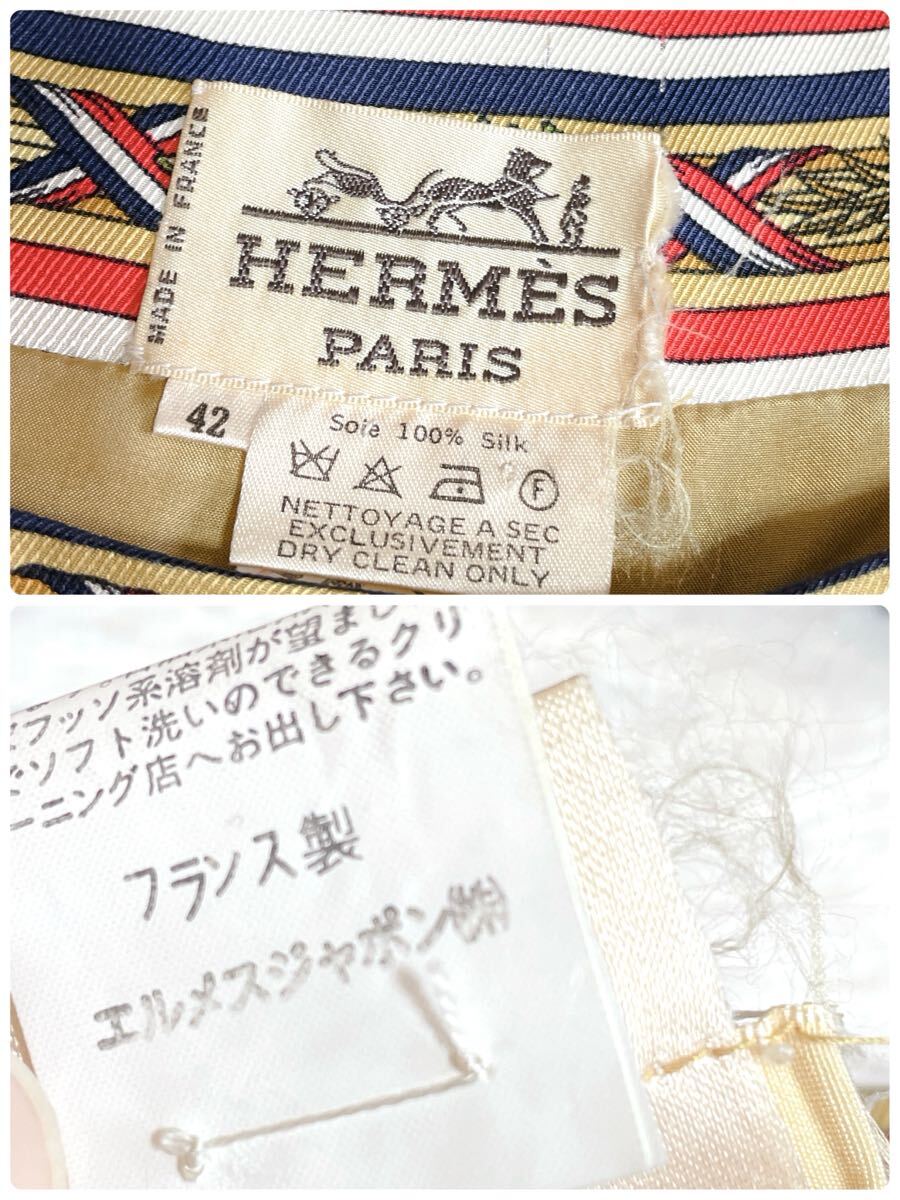 MADE IN FRANCE
HERMÈS
PARIS
42
Soie 100% Silk
F
NETTOYAGE A SEC
EXCLUSIVEMENT
DRY CLEAN ONLY
フッソ系溶剤が望まし
ソフト洗いのできるクリ
ーニング店へお出し下さい。
フランス製
エルメスジャポン㈱